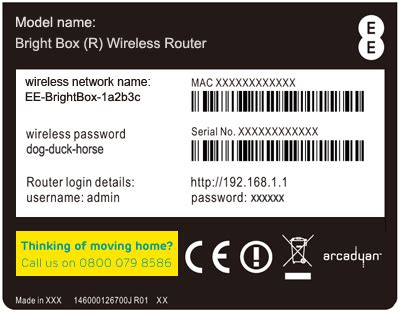 Model name:
Bright Box (R) Wireless Router
E
E
wireless network name:
EE-BrightBox-1a2b3c
MAC XXXXXXXXXXXX
wireless password
dog-duck-horse
Serial No. XXXXXXXXXXXX
Router login details:
username: admin
http://192.168.1.1
password: xxxxxx
Thinking of moving home?
Call us on 0800 079 8586
CE
arcadyan
Made in XXX 146000126700J R01 XX